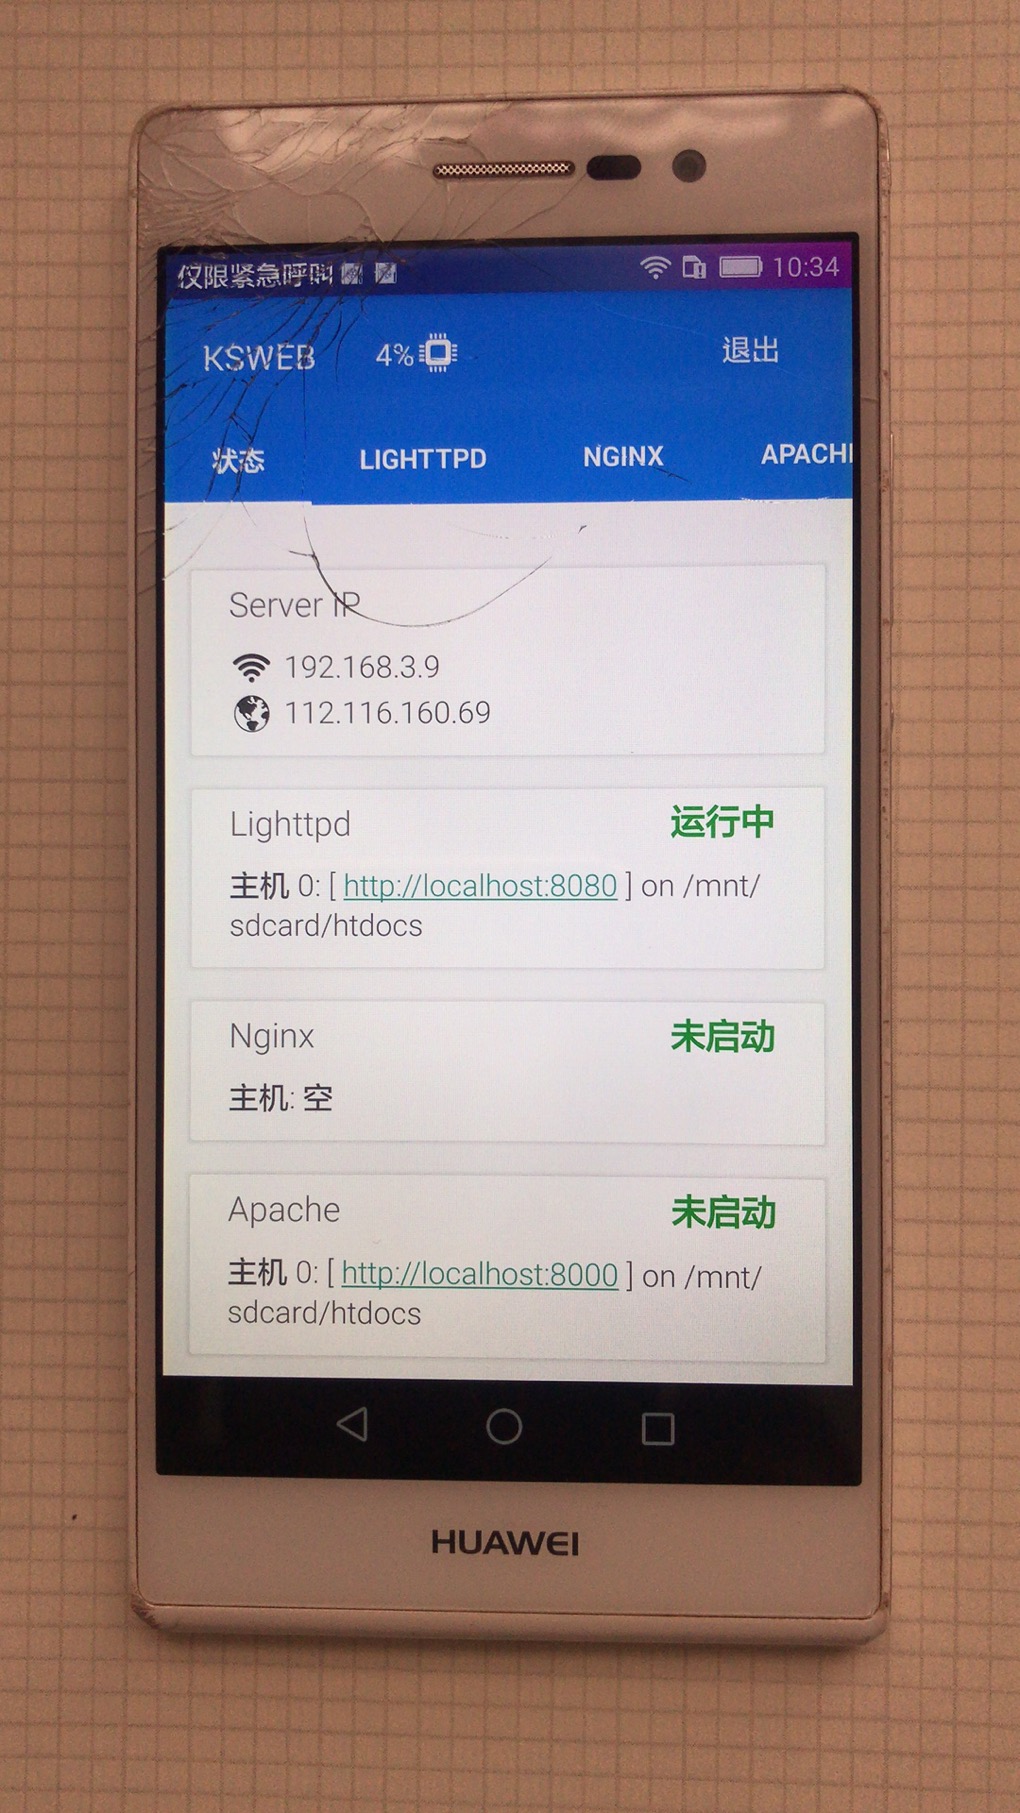 仅限紧急呼叫
10:34
KSWEB
4%
退出
状态
LIGHTTPD
NGINX
APACHE
Server IP
192.168.3.9
112.116.160.69
Lighttpd
运行中
主机 0: [ http://localhost:8080 ] on /mnt/
sdcard/htdocs
Nginx
未启动
主机: 空
Apache
未启动
主机 0: [ http://localhost:8000 ] on /mnt/
sdcard/htdocs
HUAWEI